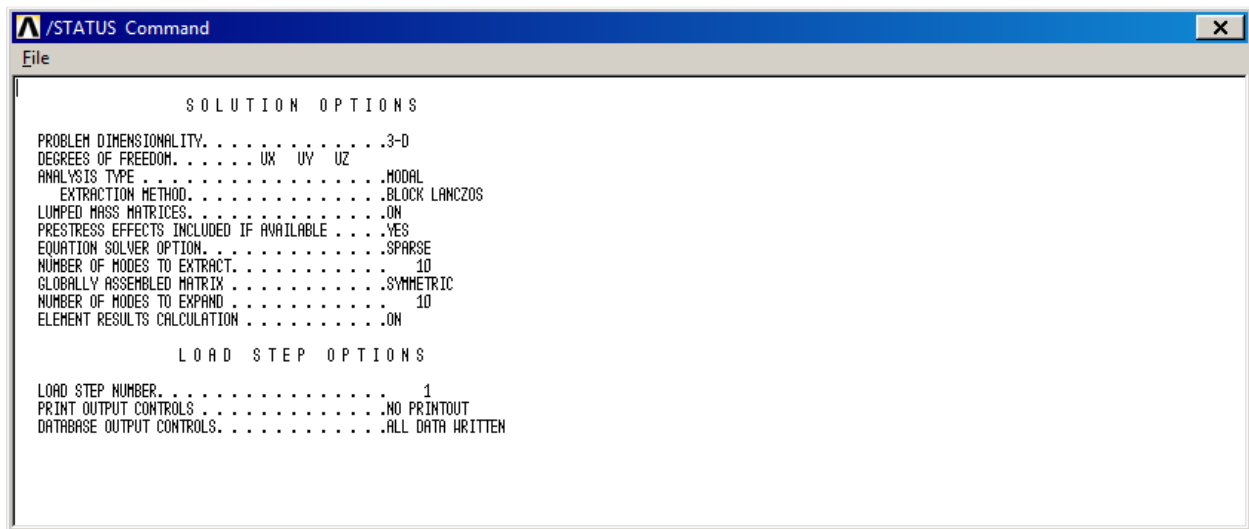 /STATUS Command
File
S O L U T I O N   O P T I O N S
PROBLEM DIMENSIONALITY. . . . . . . . . . . . .3-D
DEGREES OF FREEDOM. . . . . . UX   UY   UZ
ANALYSIS TYPE . . . . . . . . . . . . . . . . .MODAL
EXTRACTION METHOD. . . . . . . . . . . . . .BLOCK LANCZOS
LUMPED MASS MATRICES. . . . . . . . . . . . . .ON
PRESTRESS EFFECTS INCLUDED IF AVAILABLE . . . .YES
EQUATION SOLVER OPTION. . . . . . . . . . . . .SPARSE
NUMBER OF MODES TO EXTRACT. . . . . . . . . . .    10
GLOBALLY ASSEMBLED MATRIX . . . . . . . . . . .SYMMETRIC
NUMBER OF MODES TO EXPAND . . . . . . . . . . .    10
ELEMENT RESULTS CALCULATION . . . . . . . . . .ON
L O A D   S T E P   O P T I O N S
LOAD STEP NUMBER. . . . . . . . . . . . . . . .     1
PRINT OUTPUT CONTROLS . . . . . . . . . . . . .NO PRINTOUT
DATABASE OUTPUT CONTROLS. . . . . . . . . . . .ALL DATA WRITTEN